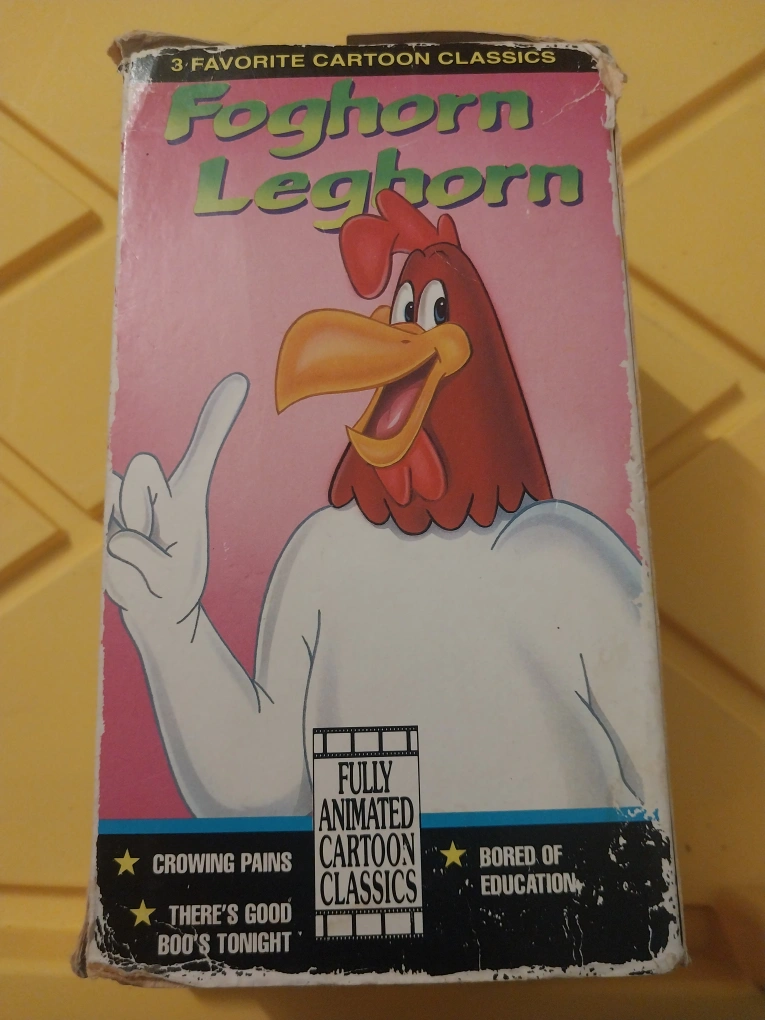 3 FAVORITE CARTOON CLASSICS
Foghorn
Leghorn
FULLY
ANIMATED
CARTOON
CLASSICS
CROWING PAINS
THERE'S GOOD
BOO'S TONIGHT
BORED OF
EDUCATION